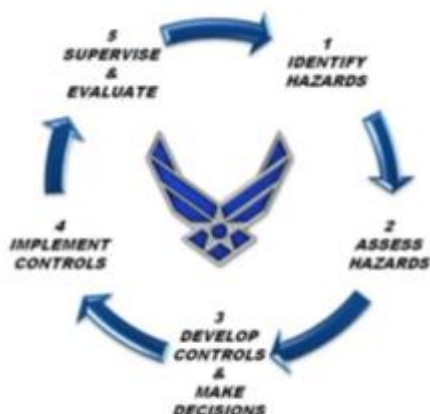 1
IDENTIFY
HAZARDS
2
ASSESS
HAZARDS
3
DEVELOP
CONTROLS
&
MAKE
DECISIONS
4
IMPLEMENT
CONTROLS
5
SUPERVISE
&
EVALUATE